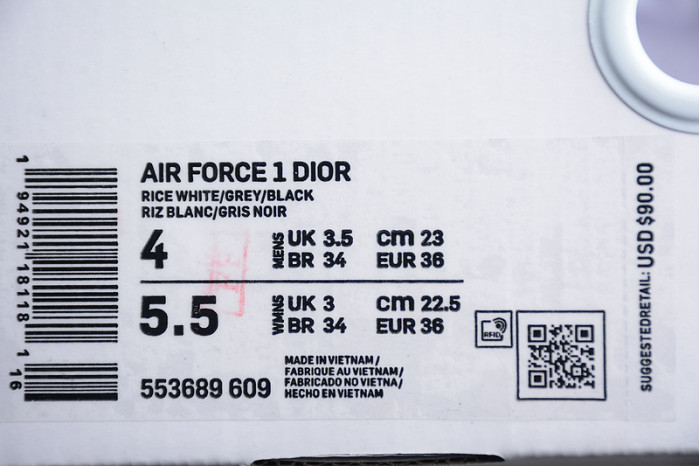 AIR FORCE 1 DIOR
RICE WHITE/GREY/BLACK
RIZ BLANC/GRIS NOIR
4
MENS
UK 3.5 cm 23
BR 34 EUR 36
5.5
WMNS
UK 3 cm 22.5
BR 34 EUR 36
553689 609
MADE IN VIETNAM /
FABRIQUE AU VIETNAM/
FABRICADO NO VIETNA/
HECHO EN VIETNAM
RFID
SUGGESTEDRETAIL: USD $90.00
1 94921 18118 1
16